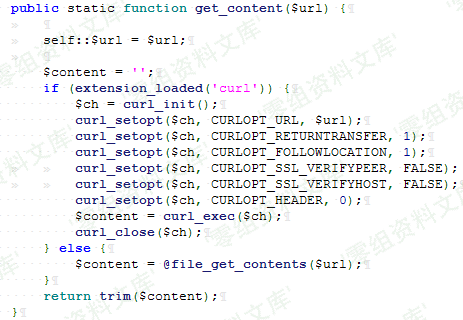 public static function get_content($url) {

self::$url = $url;

$content = '';
if (extension_loaded('curl')) {
$ch = curl_init();
curl_setopt($ch, CURLOPT_URL, $url);
curl_setopt($ch, CURLOPT_RETURNTRANSFER, 1);
curl_setopt($ch, CURLOPT_FOLLOWLOCATION, 1);
curl_setopt($ch, CURLOPT_SSL_VERIFYPEER, FALSE);
curl_setopt($ch, CURLOPT_SSL_VERIFYHOST, FALSE);
curl_setopt($ch, CURLOPT_HEADER, 0);
$content = curl_exec($ch);
curl_close($ch);
} else {
$content = @file_get_contents($url);
}
return trim($content);
}
零组资料文库